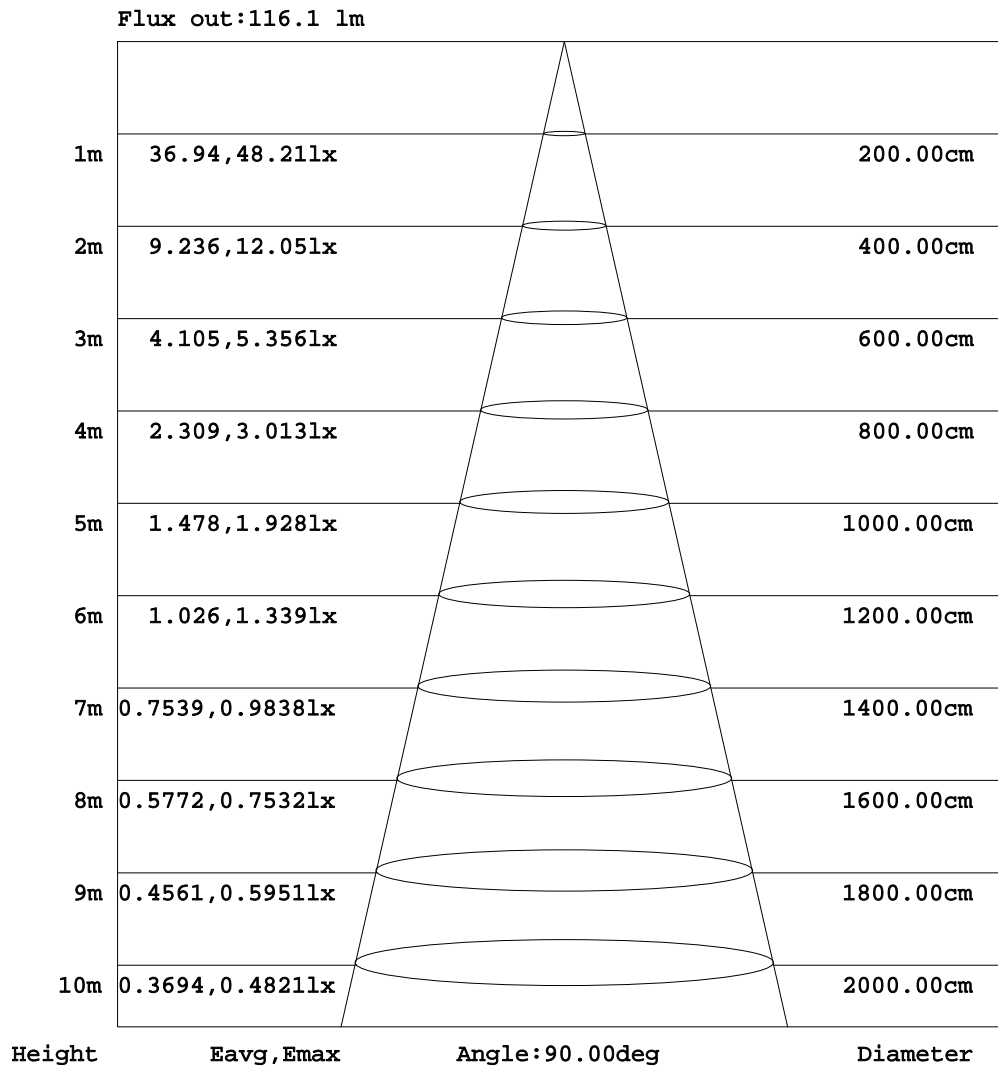 Flux out:116.1 lm
1m 36.94,48.21lx 200.00cm
2m 9.236,12.05lx 400.00cm
3m 4.105,5.356lx 600.00cm
4m 2.309,3.013lx 800.00cm
5m 1.478,1.928lx 1000.00cm
6m 1.026,1.339lx 1200.00cm
7m 0.7539,0.9838lx 1400.00cm
8m 0.5772,0.7532lx 1600.00cm
9m 0.4561,0.5951lx 1800.00cm
10m 0.3694,0.4821lx 2000.00cm
Height Eavg,Emax Angle:90.00deg Diameter